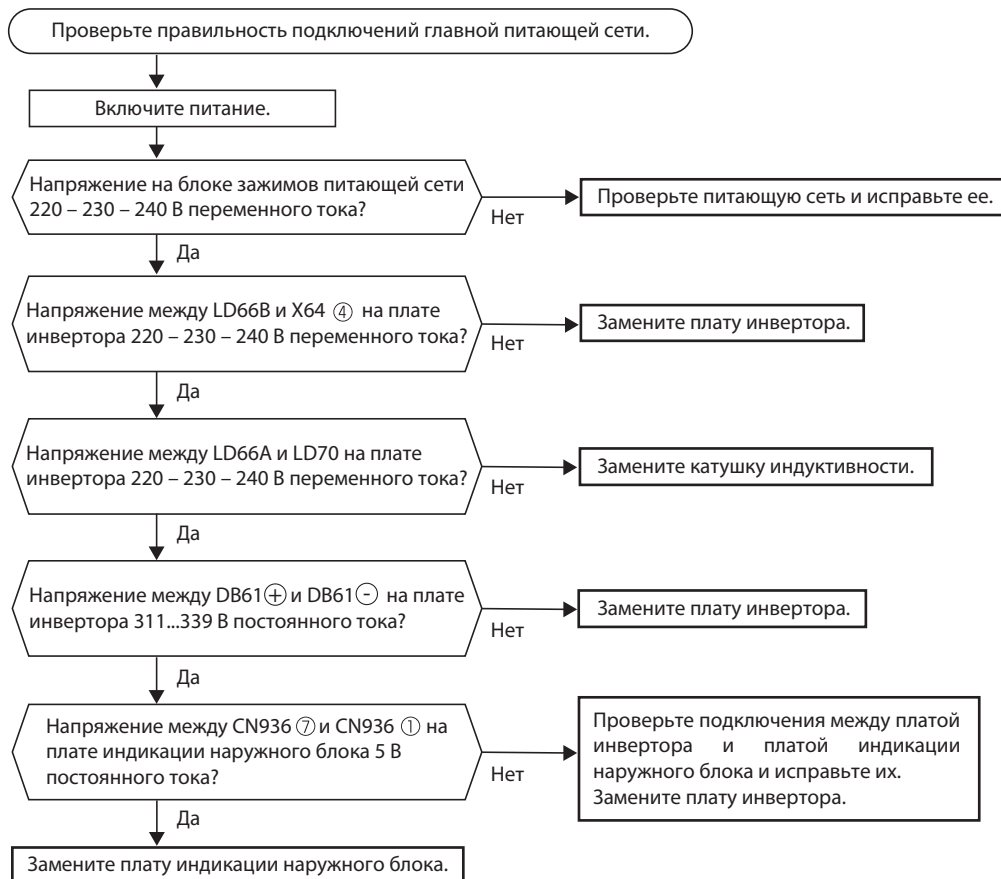 Проверьте правильность подключений главной питающей сети.
Включите питание.
Напряжение на блоке зажимов питающей сети
220 – 230 – 240 В переменного тока?
Нет
Проверьте питающую сеть и исправьте ее.
Да
Напряжение между LD66B и X64 ④ на плате
инвертора 220 – 230 – 240 В переменного тока?
Нет
Замените плату инвертора.
Да
Напряжение между LD66A и LD70 на плате
инвертора 220 – 230 – 240 В переменного тока?
Нет
Замените катушку индуктивности.
Да
Напряжение между DB61⊕ и DB61⊖ на плате
инвертора 311...339 В постоянного тока?
Нет
Замените плату инвертора.
Да
Напряжение между CN936 ⑦ и CN936 ① на
плате индикации наружного блока 5 В
постоянного тока?
Нет
Проверьте подключения между платой
инвертора и платой индикации
наружного блока и исправьте их.
Замените плату инвертора.
Да
Замените плату индикации наружного блока.